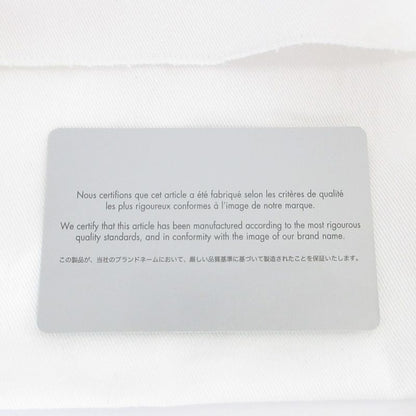 Nous certifions que cet article a été fabriqué selon les critères de qualité
les plus rigoureux conformes à l'image de notre marque.
We certify that this article has been manufactured according to the most rigourous
quality standards, and in conformity with the image of our brand name.
この製品が、当社のブランドネームにおいて、厳しい品質基準に基づいて製造されたことを保証いたします。